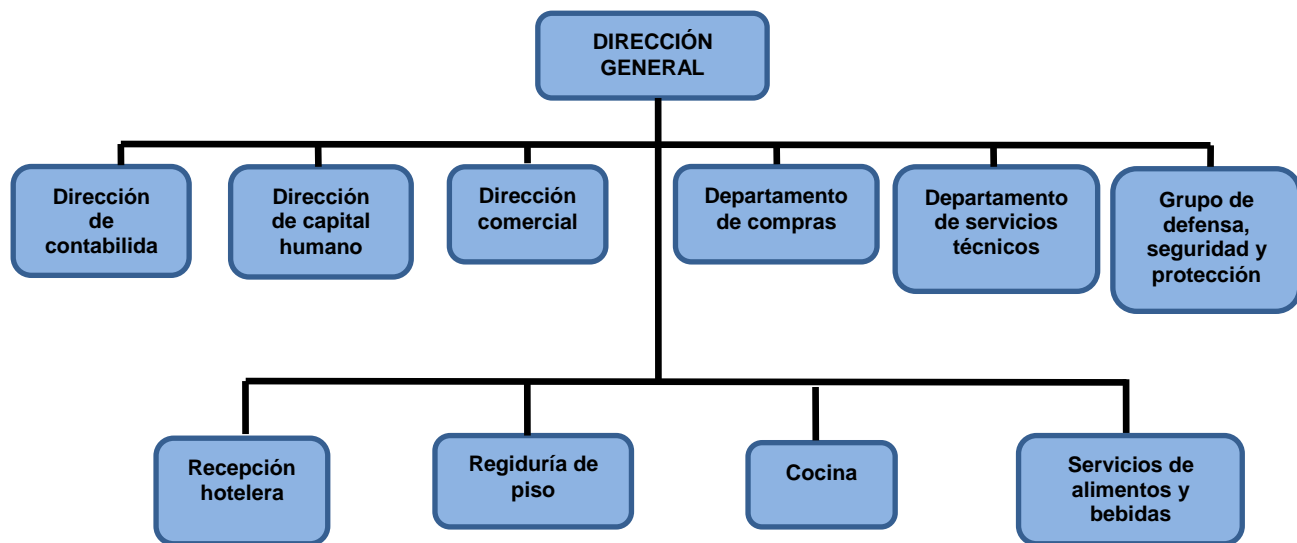 DIRECCIÓN
GENERAL
Dirección
de
contabilida
Dirección
de capital
humano
Dirección
comercial
Departamento
de compras
Departamento
de servicios
técnicos
Grupo de
defensa,
seguridad y
protección
Recepción
hotelera
Regiduría de
piso
Cocina
Servicios de
alimentos y
bebidas